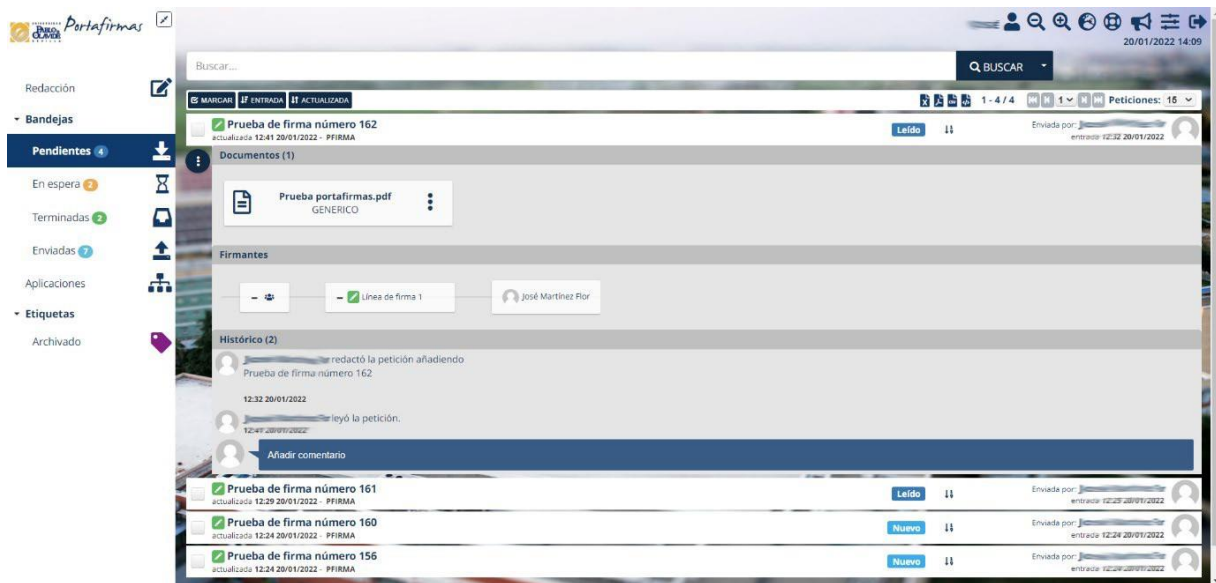 PABLO
OLAVIDE
SEVILLA
Portafirmas
20/01/2022 14:09
Buscar...
BUSCAR
Redacción
Bandejas
Pendientes 4
En espera 2
Terminadas 2
Enviadas 7
Aplicaciones
Etiquetas
Archivado
MARCAR ENTRADA ACTUALIZADA
1 - 4 / 4 1 Peticiones: 15
Prueba de firma número 162
actualizada 12:41 20/01/2022 - PFIRMA
Leído
Enviada por:
entrada 12:32 20/01/2022
Documentos (1)
Prueba portafirmas.pdf
GENERICO
Firmantes
Línea de firma 1
José Martínez Flor
Histórico (2)
redactó la petición añadiendo
Prueba de firma número 162
12:32 20/01/2022
leyó la petición.
12:41 20/01/2022
Añadir comentario
Prueba de firma número 161
actualizada 12:29 20/01/2022 - PFIRMA
Leído
Enviada por:
entrada 12:25 20/01/2022
Prueba de firma número 160
actualizada 12:24 20/01/2022 - PFIRMA
Nuevo
Enviada por:
entrada 12:24 20/01/2022
Prueba de firma número 156
actualizada 12:24 20/01/2022 - PFIRMA
Nuevo
Enviada por:
entrada